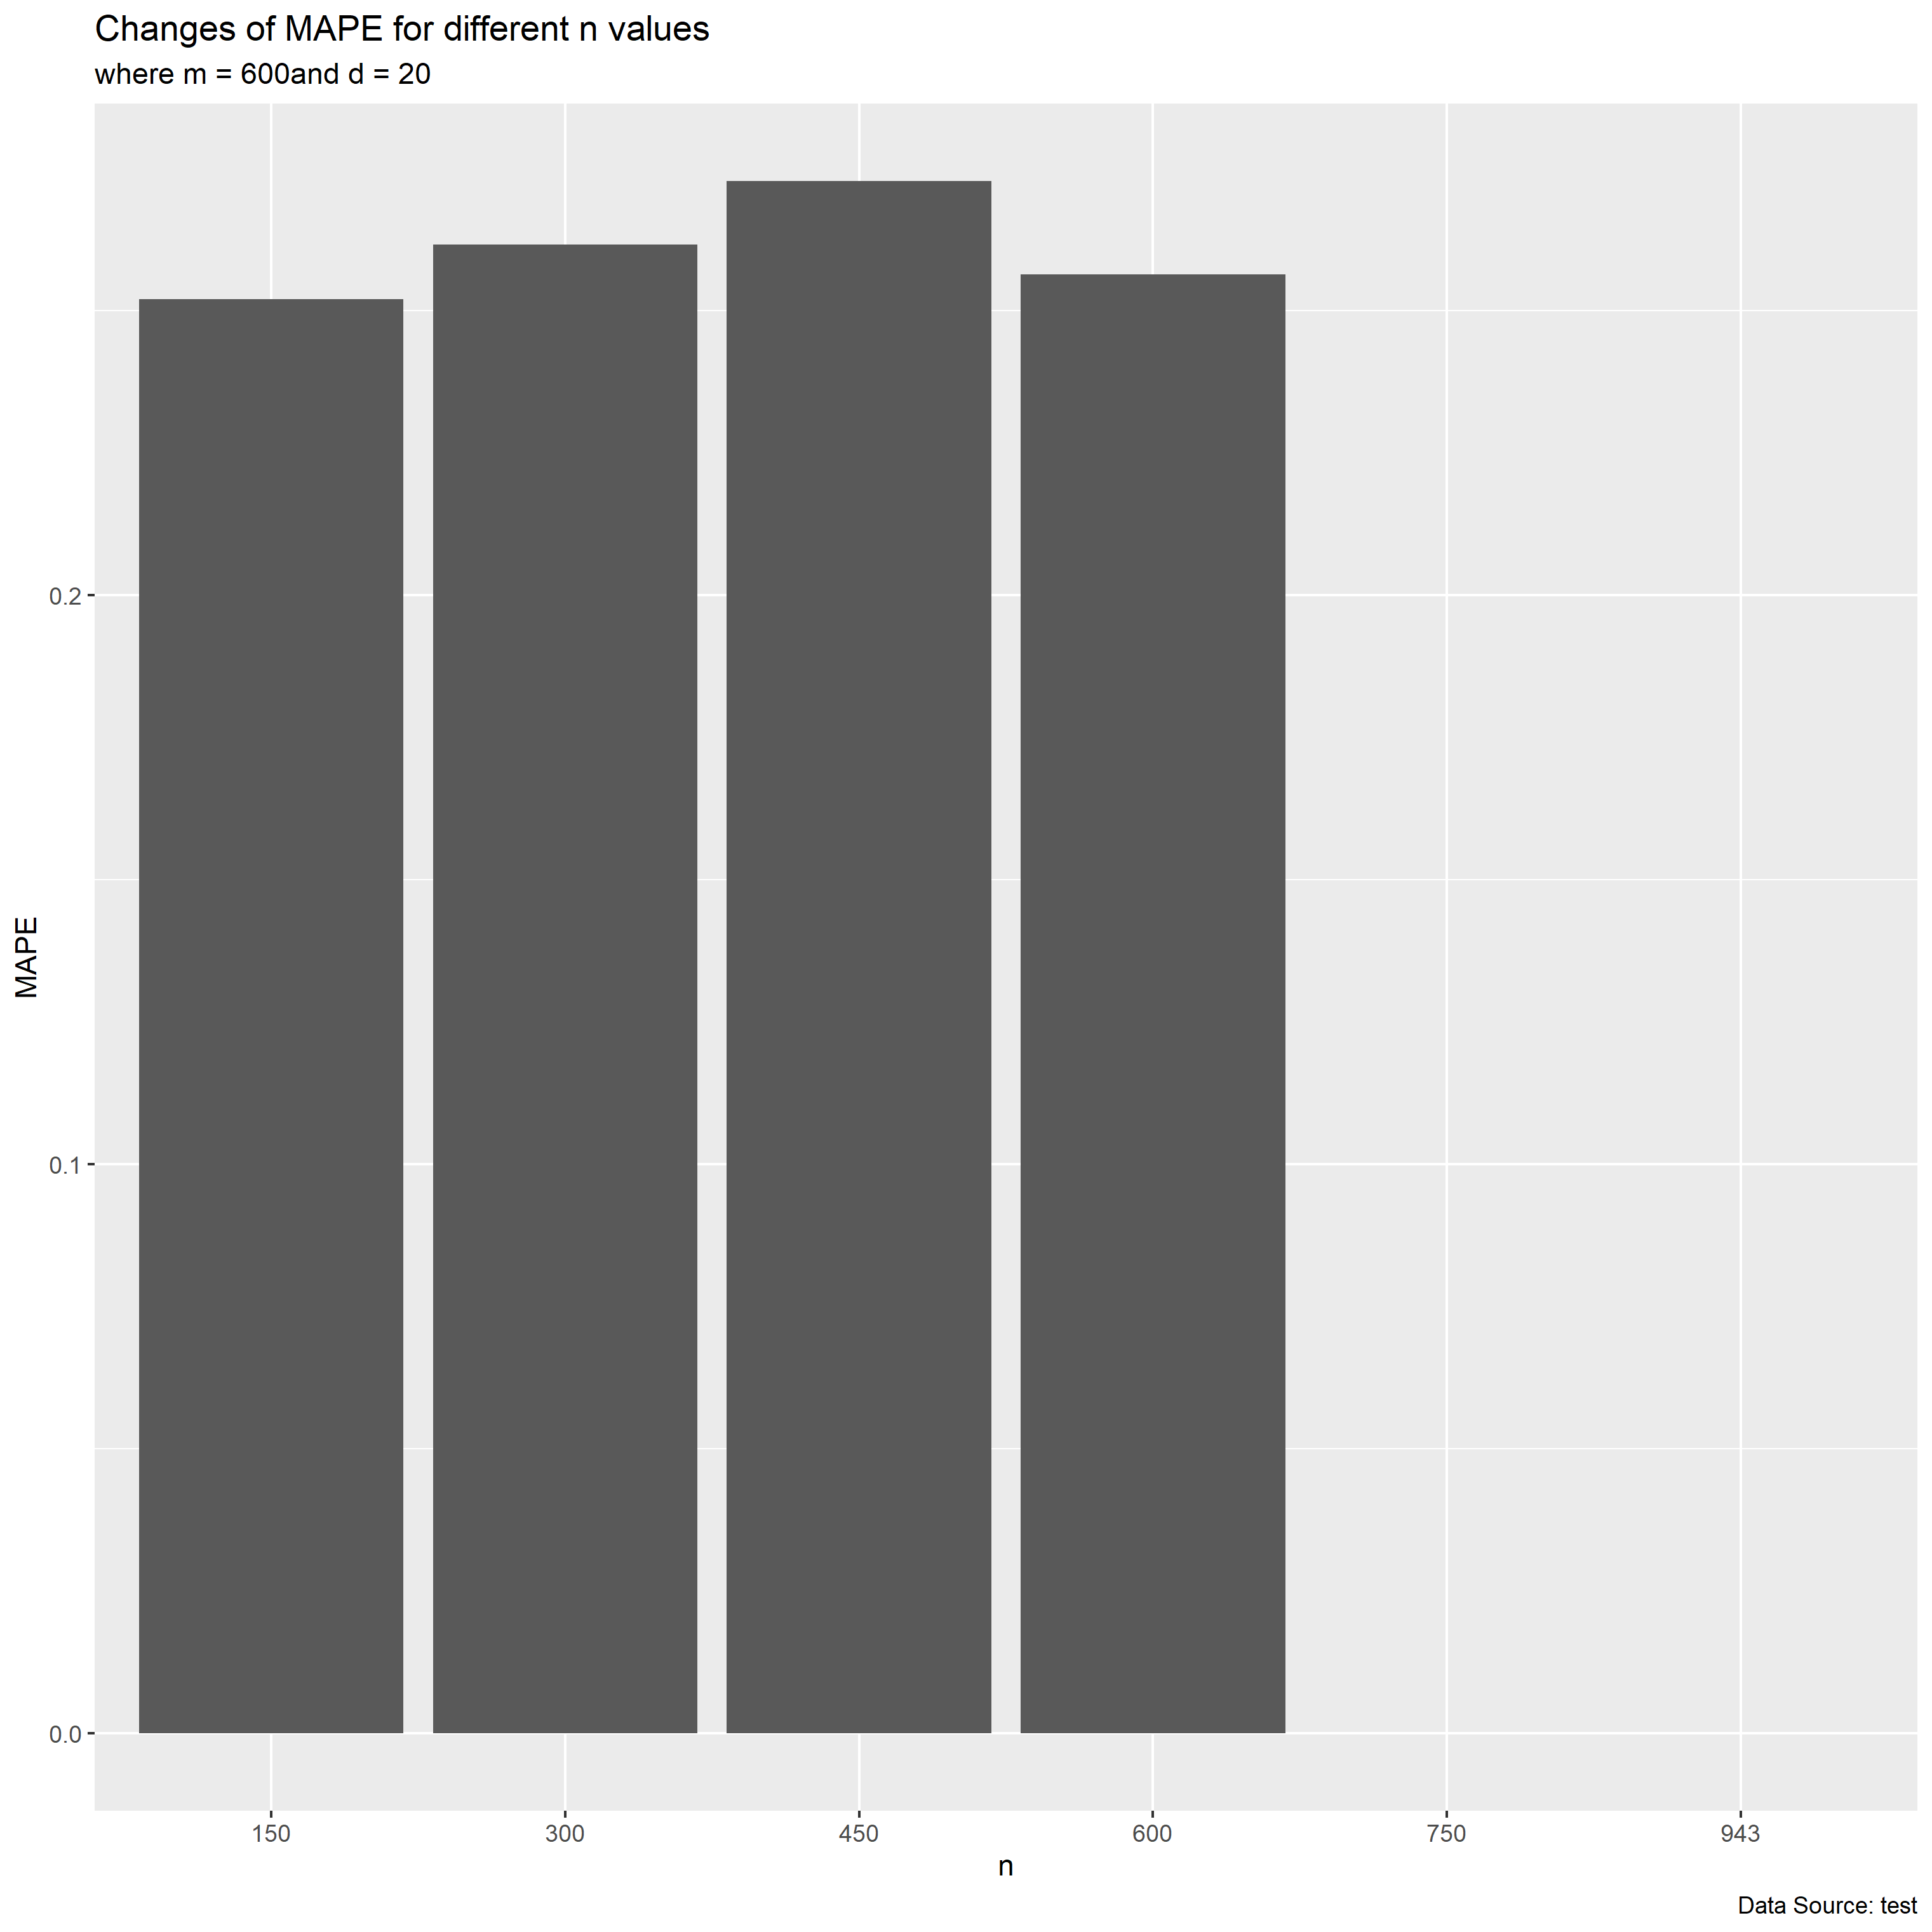 Changes of MAPE for different n values
where m = 600and d = 20
MAPE
0.2
0.1
0.0
150 300 450 600 750 943
n
Data Source: test